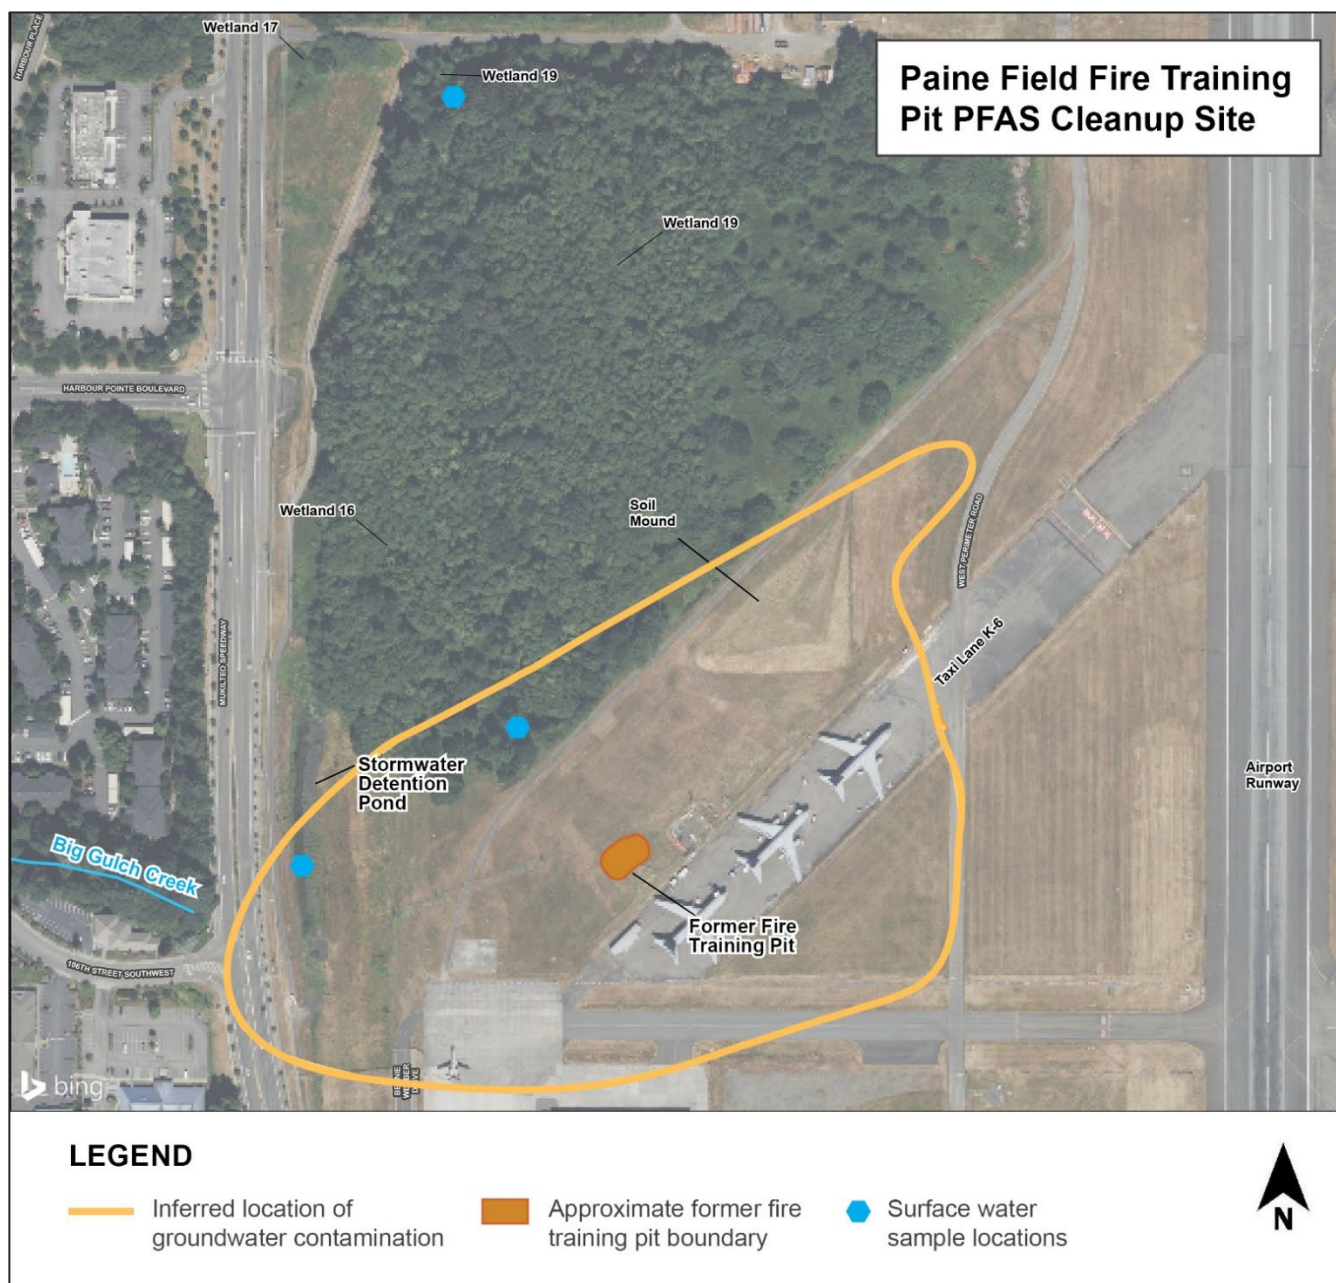 HARBOUR PLACE
Wetland 17
Wetland 19
Paine Field Fire Training
Pit PFAS Cleanup Site
Wetland 19
HARBOUR POINTE BOULEVARD
Wetland 16
Soil
Mound
WEST PERIMETER ROAD
MUKILTEO SPEEDWAY
Taxi Lane K-6
Stormwater
Detention
Pond
Airport
Runway
Big Gulch Creek
Former Fire
Training Pit
106TH STREET SOUTHWEST
BERNIE
WEBBER
DRIVE
bing
LEGEND
Inferred location of
groundwater contamination
Approximate former fire
training pit boundary
Surface water
sample locations
N